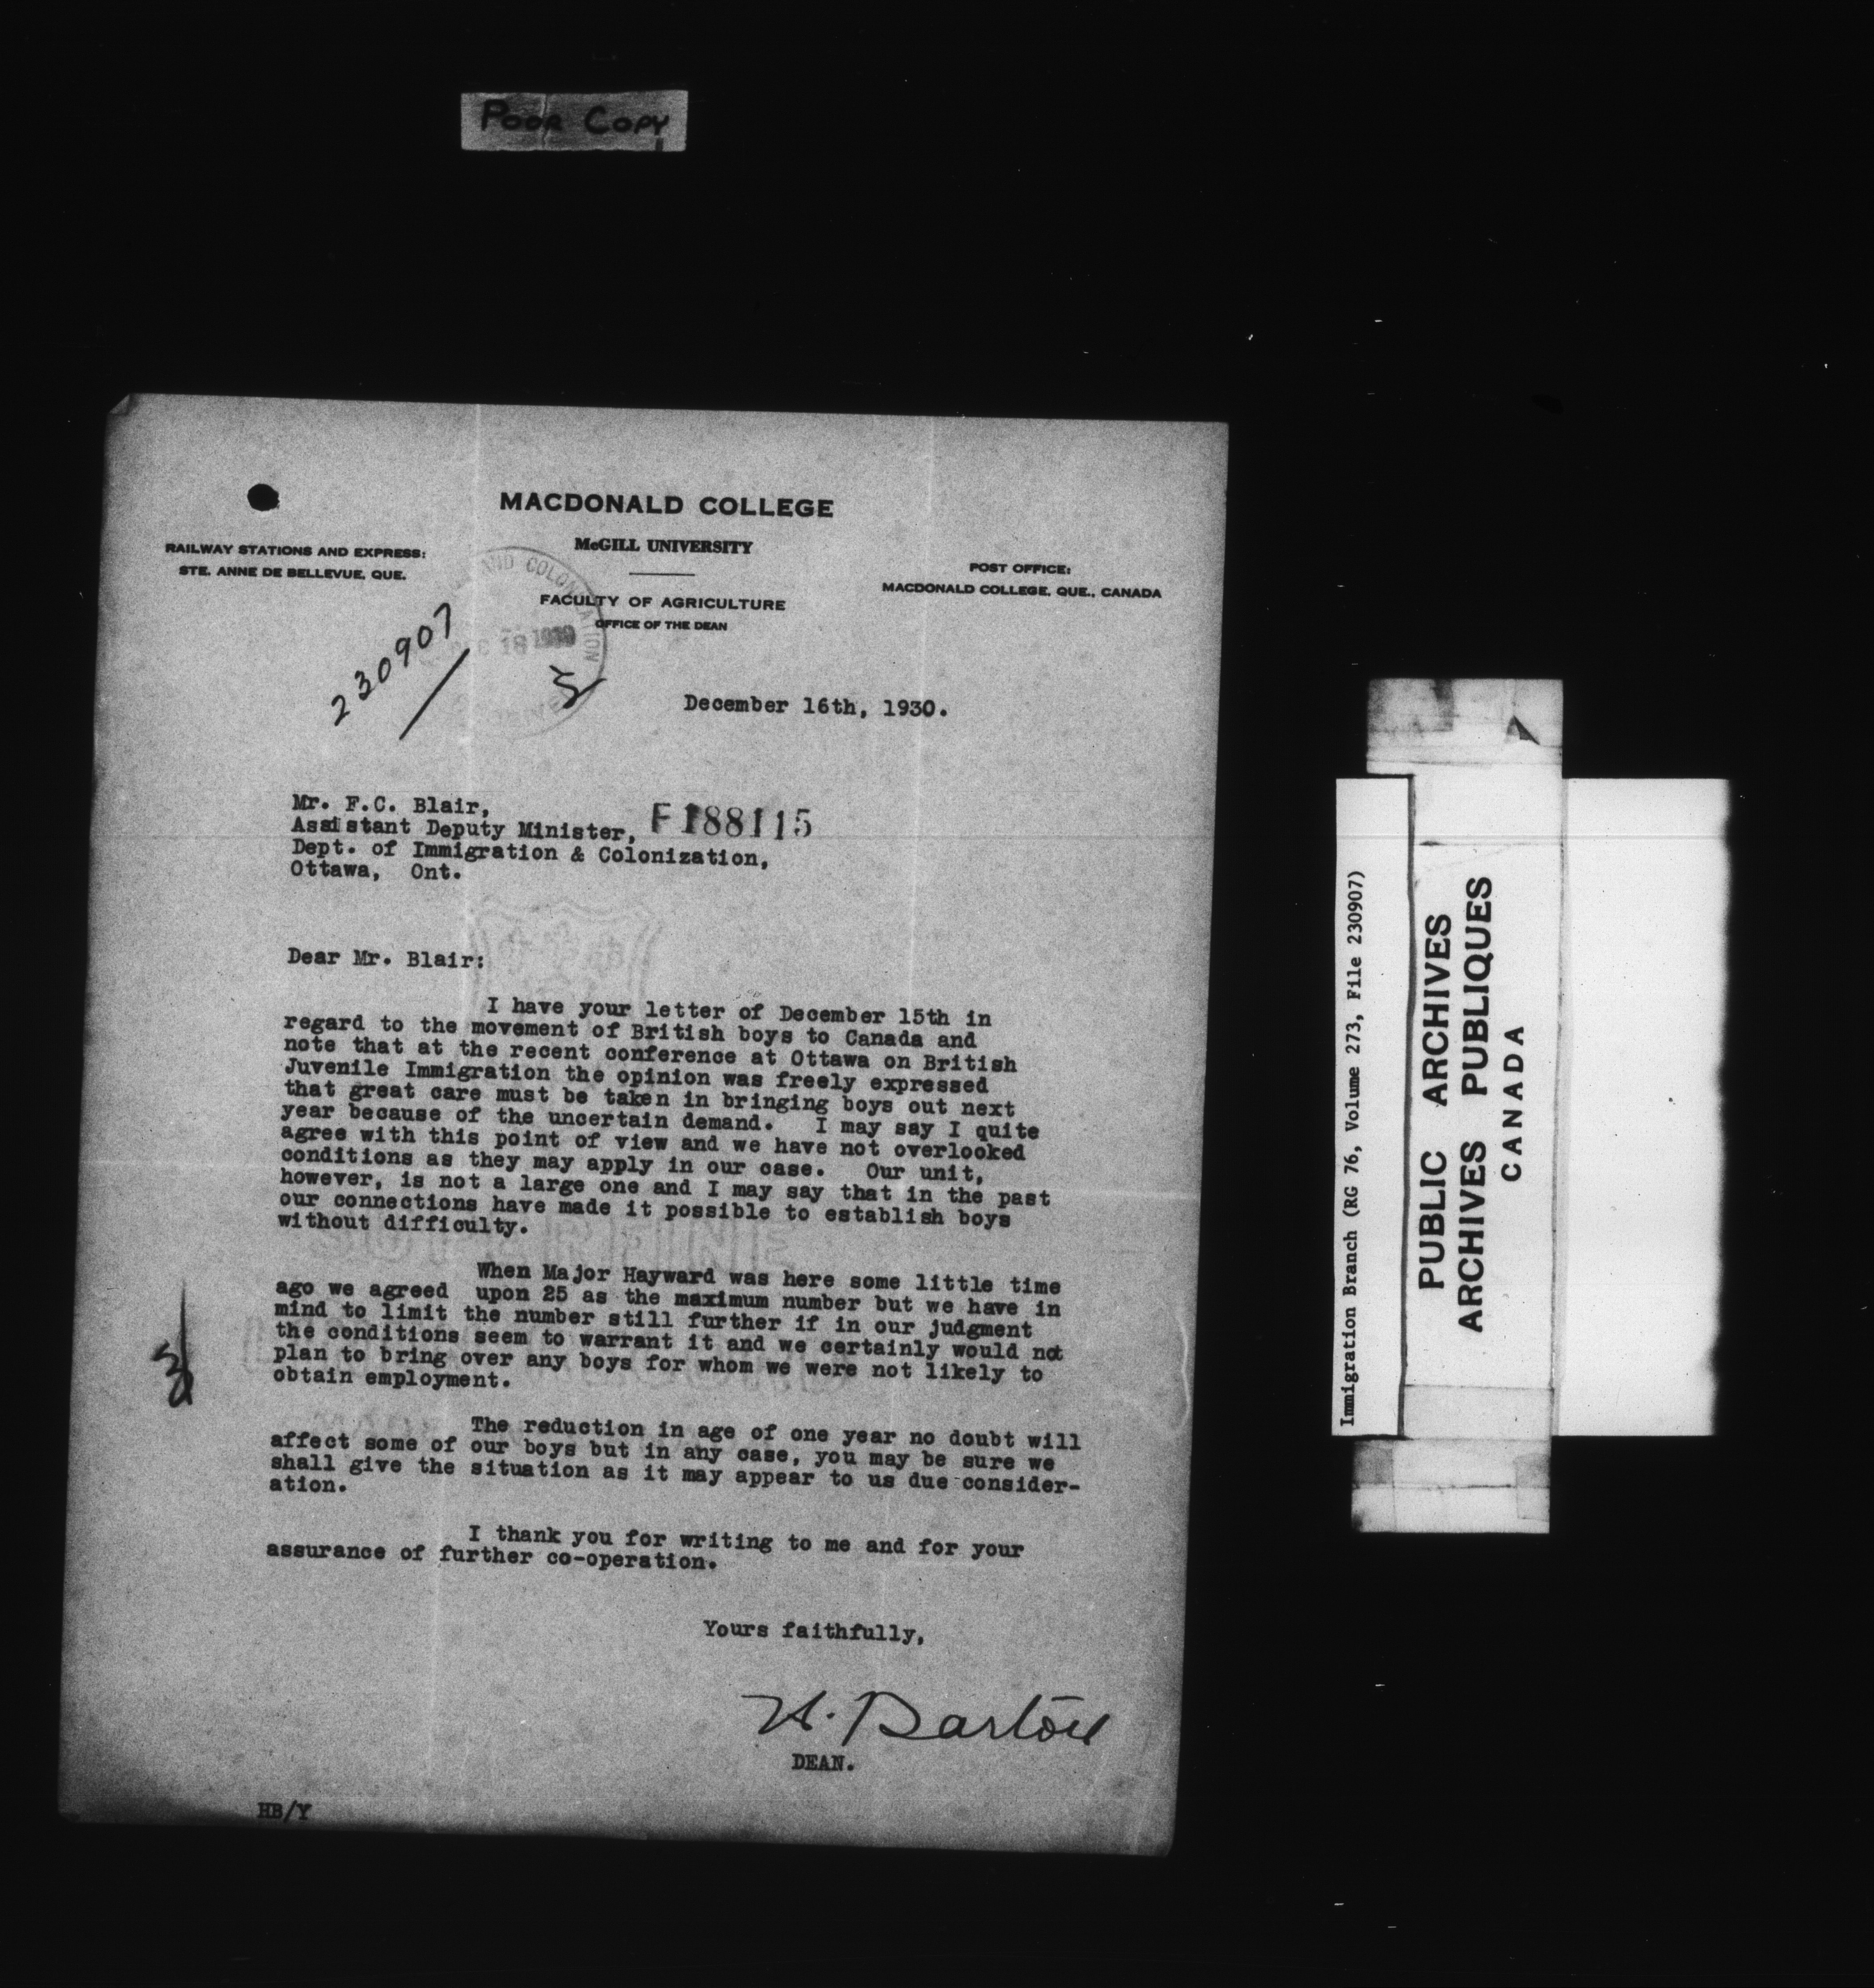 POOR COPY
MACDONALD COLLEGE
McGILL UNIVERSITY
RAILWAY STATIONS AND EXPRESS:
STE. ANNE DE BELLEVUE, QUE.
POST OFFICE:
MACDONALD COLLEGE, QUE., CANADA
FACULTY OF AGRICULTURE
OFFICE OF THE DEAN
AND COLONIZATION
18 1930
230907
December 16th, 1930.
Mr. F.C. Blair,
Assistant Deputy Minister,
F188115
Dept. of Immigration & Colonization,
Ottawa, Ont.
Dear Mr. Blair:
I have your letter of December 15th in
regard to the movement of British boys to Canada and
note that at the recent conference at Ottawa on British
Juvenile Immigration the opinion was freely expressed
that great care must be taken in bringing boys out next
year because of the uncertain demand. I may say I quite
agree with this point of view and we have not overlooked
conditions as they may apply in our case. Our unit,
however, is not a large one and I may say that in the past
our connections have made it possible to establish boys
without difficulty.
When Major Hayward was here some little time
ago we agreed upon 25 as the maximum number but we have in
mind to limit the number still further if in our judgment
the conditions seem to warrant it and we certainly would not
plan to bring over any boys for whom we were not likely to
obtain employment.
The reduction in age of one year no doubt will
affect some of our boys but in any case, you may be sure we
shall give the situation as it may appear to us due consider-
ation.
I thank you for writing to me and for your
assurance of further co-operation.
Yours faithfully,
H. Barton
DEAN.
HB/Y
Immigration Branch (RG 76, Volume 273, File 230907)
PUBLIC ARCHIVES
ARCHIVES PUBLIQUES
CANADA